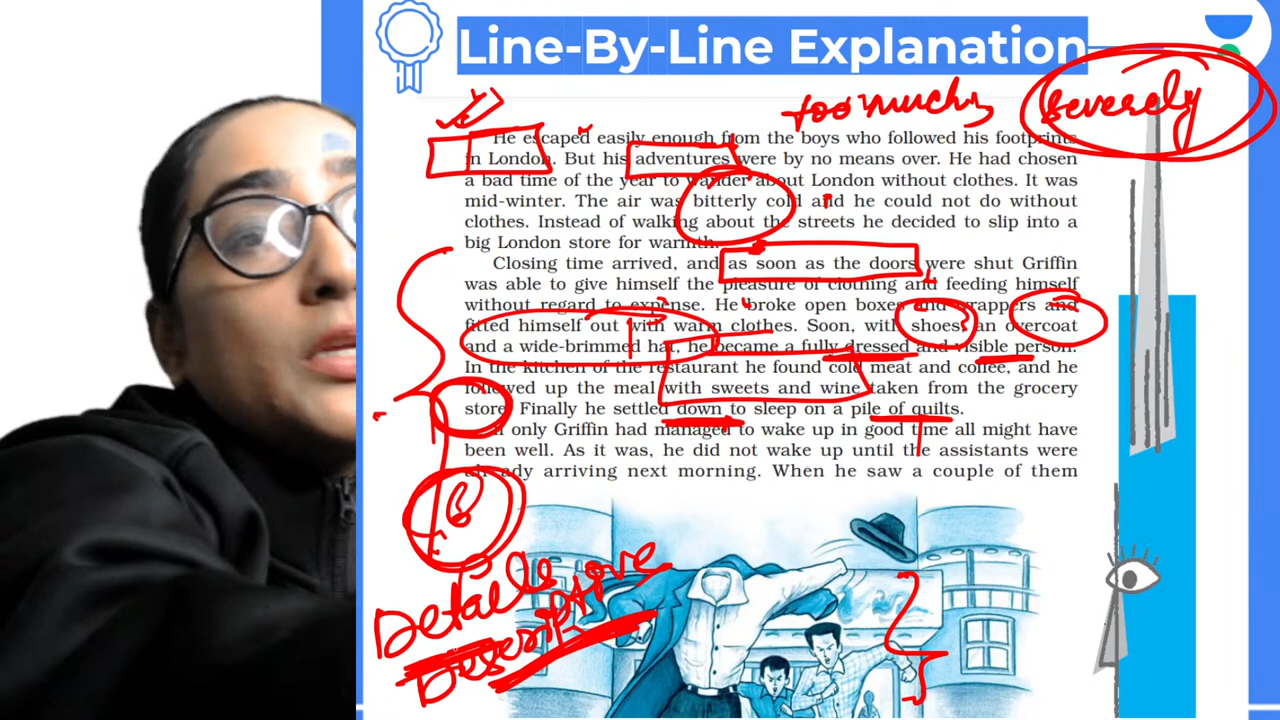 Line-By-Line Explanation
too much
severely
He escaped easily enough from the boys who followed his footprints
in London. But his adventures were by no means over. He had chosen
a bad time of the year to wander about London without clothes. It was
mid-winter. The air was bitterly cold and he could not do without
clothes. Instead of walking about the streets he decided to slip into a
big London store for warmth.
Closing time arrived, and as soon as the doors were shut Griffin
was able to give himself the pleasure of clothing and feeding himself
without regard to expense. He broke open boxes and wrappers and
fitted himself out with warm clothes. Soon, with shoes, an overcoat
and a wide-brimmed hat, he became a fully dressed and visible person.
In the kitchen of the restaurant he found cold meat and coffee, and he
followed up the meal with sweets and wine taken from the grocery
store. Finally he settled down to sleep on a pile of quilts.
only Griffin had managed to wake up in good time all might have
been well. As it was, he did not wake up until the assistants were
already arriving next morning. When he saw a couple of them
Details
Descriptive